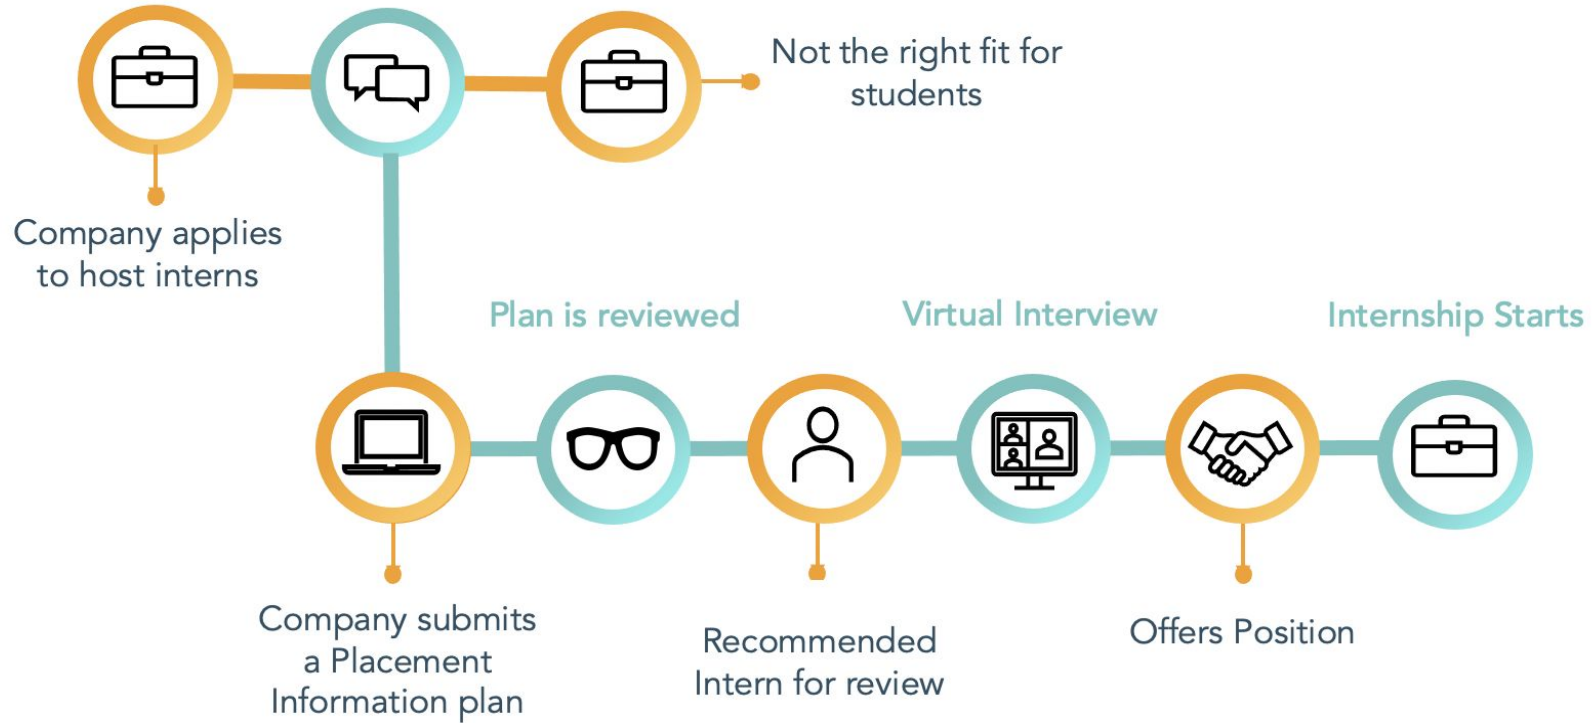 Not the right fit for
students
Company applies
to host interns
Plan is reviewed
Virtual Interview
Internship Starts
Company submits
a Placement
Information plan
Recommended
Intern for review
Offers Position